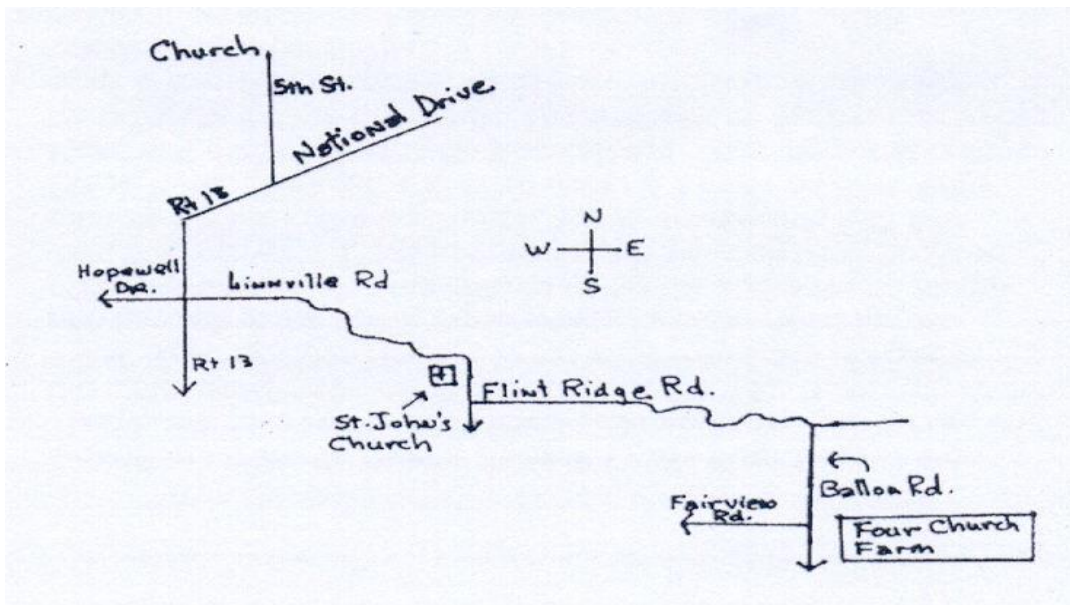 Church
5th St.
National Drive
Rt 13
N
W E
S
Hopewell
DR.
Linnville Rd
Rt 13
Flint Ridge Rd.
St. John's
Church
Ballon Rd.
Fairview
Rd.
Four Church
Farm